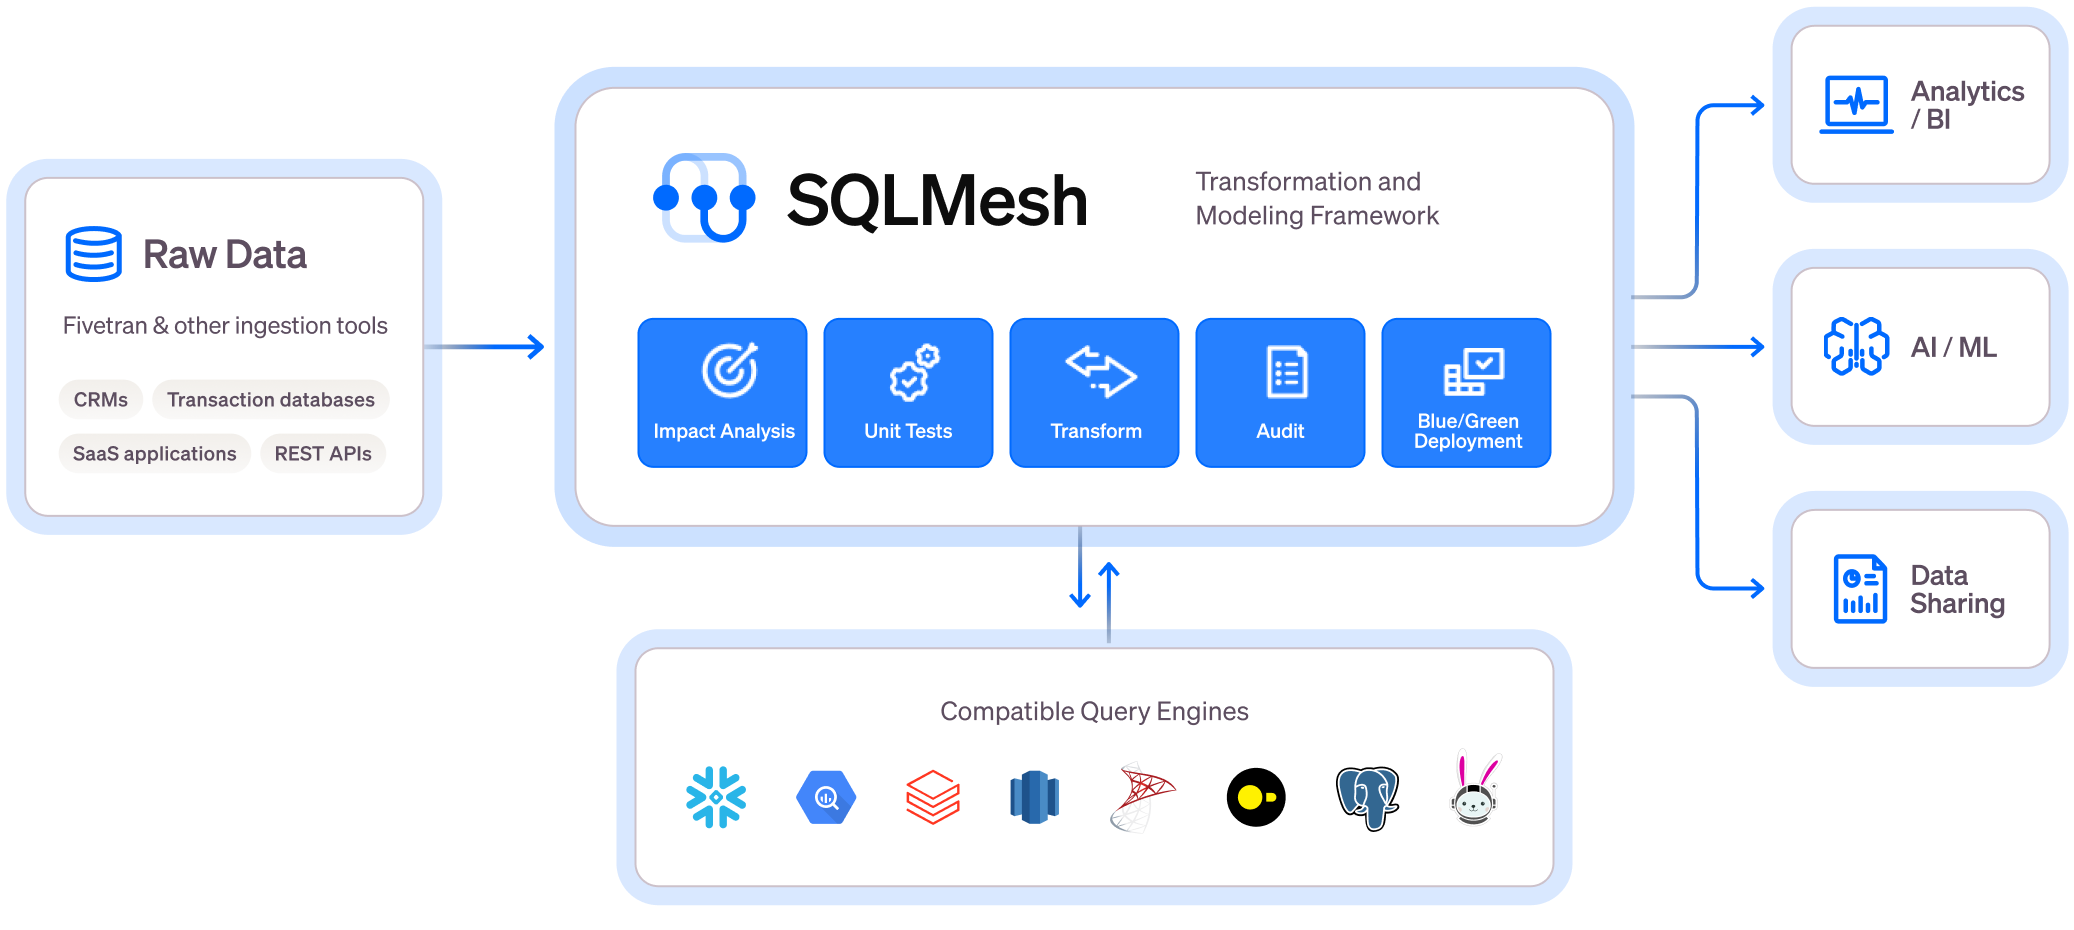 Raw Data
Fivetran & other ingestion tools
CRMs
Transaction databases
SaaS applications
REST APIs
SQLMesh
Transformation and
Modeling Framework
Impact Analysis
Unit Tests
Transform
Audit
Blue/Green
Deployment
Compatible Query Engines
Analytics
/ BI
AI / ML
Data
Sharing